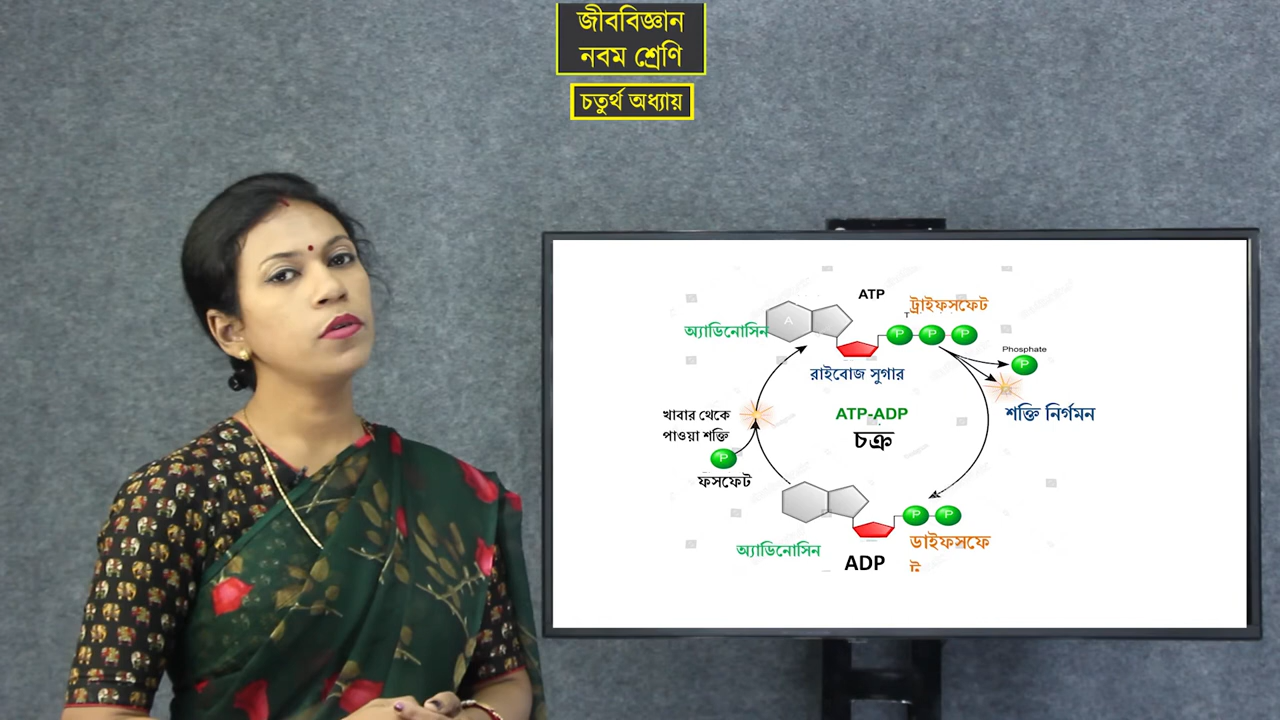 জীববিজ্ঞান
নবম শ্রেণি
চতুর্থ অধ্যায়
ATP
ট্রাইফসফেট
T
A
P P P
অ্যাডিনোসিন
Phosphate
P
রাইবোজ সুগার
শক্তি নির্গমন
খাবার থেকে
পাওয়া শক্তি
ATP-ADP
চক্র
P
ফসফেট
P P
অ্যাডিনোসিন
ডাইফসফে
ট
ADP